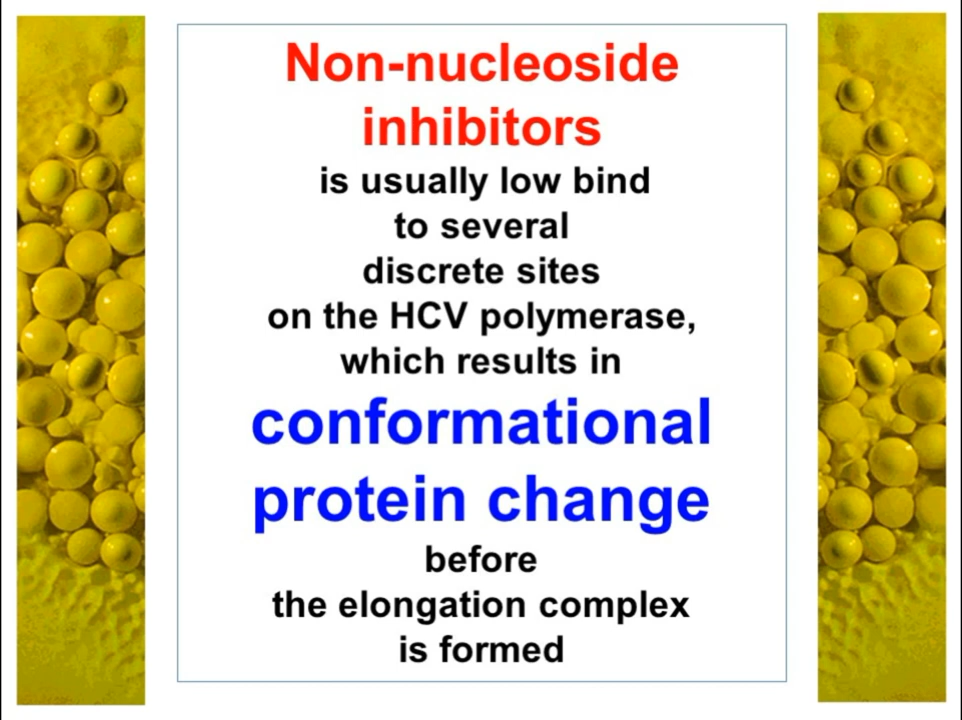 Non-nucleoside
inhibitors
is usually low bind
to several
discrete sites
on the HCV polymerase,
which results in
conformational
protein change
before
the elongation complex
is formed